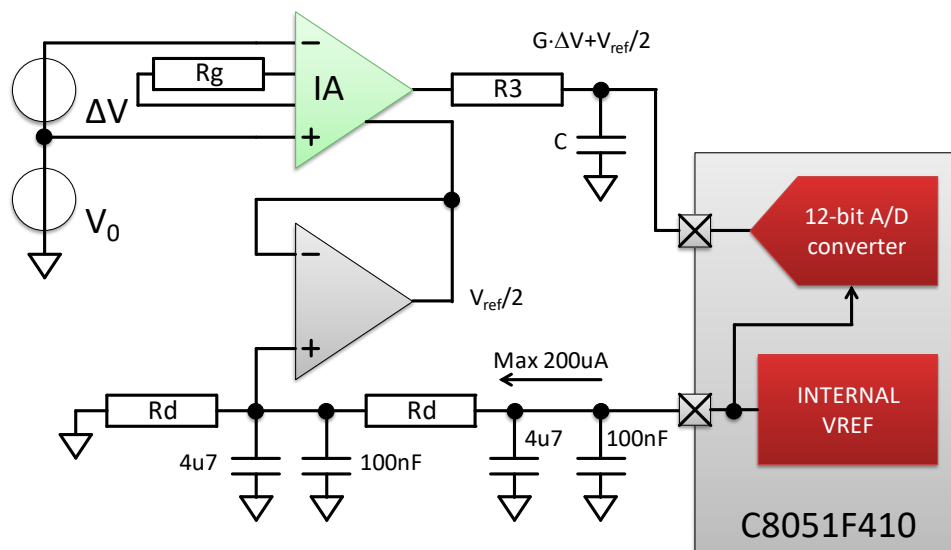 G·ΔV+Vref/2
−
Rg
IA
R3
ΔV
+
C
12-bit A/D
converter
V0
−
Vref/2
+
Max 200uA
Rd
Rd
INTERNAL
VREF
4u7
100nF
4u7
100nF
C8051F410